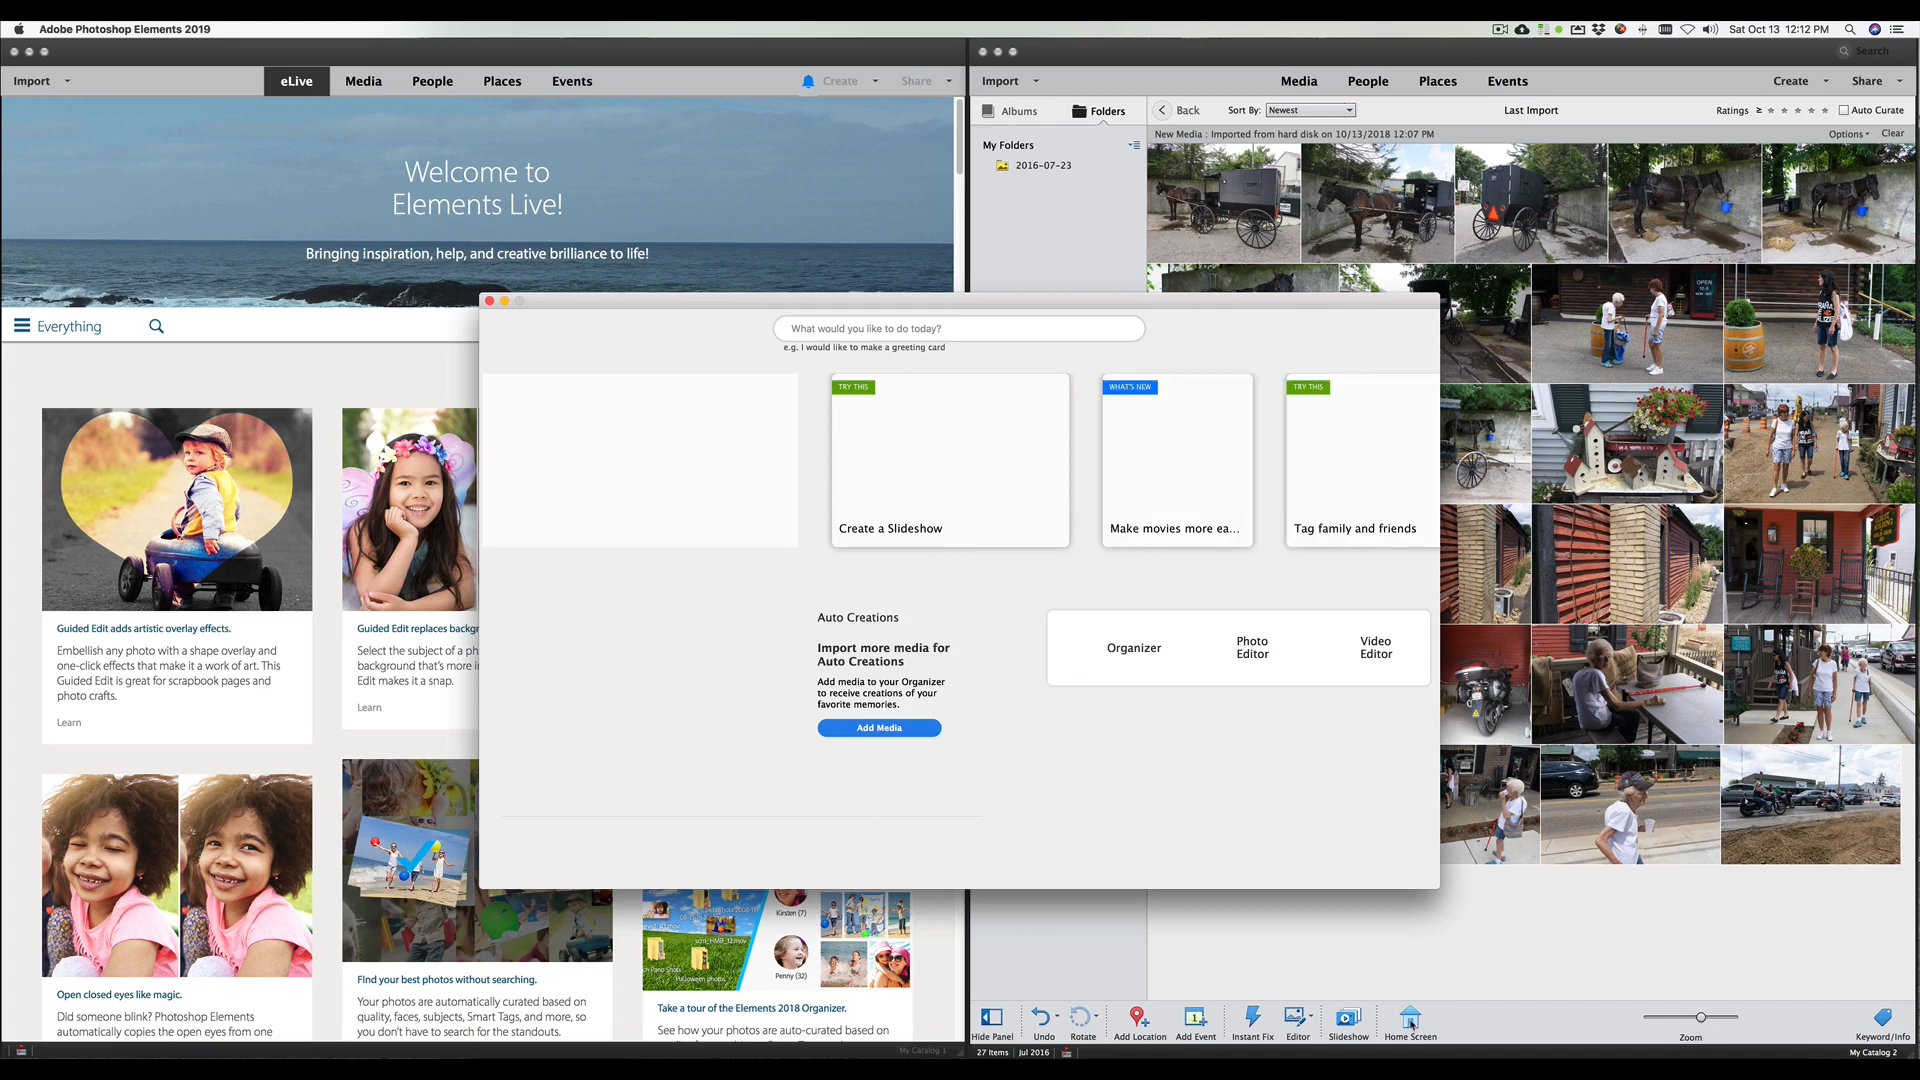 Adobe Photoshop Elements 2019
Sat Oct 13 12:12 PM
Search
Import
eLive
Media
People
Places
Events
Create
Share
Import
Media
People
Places
Events
Create
Share
Albums
Folders
Back
Sort By:
Newest
Last Import
Ratings ≥
Auto Curate
New Media : Imported from hard disk on 10/13/2018 12:07 PM
Options
Clear
My Folders
2016-07-23
Welcome to
Elements Live!
Bringing inspiration, help, and creative brilliance to life!
Everything
What would you like to do today?
e.g. I would like to make a greeting card
TRY THIS
Create a Slideshow
WHAT'S NEW
Make movies more ea...
TRY THIS
Tag family and friends
Auto Creations
Import more media for
Auto Creations
Add media to your Organizer
to receive creations of your
favorite memories.
Add Media
Organizer
Photo
Editor
Video
Editor
Guided Edit adds artistic overlay effects.
Embellish any photo with a shape overlay and
one-click effects that make it a work of art. This
Guided Edit is great for scrapbook pages and
photo crafts.
Learn
Guided Edit replaces backgr
Select the subject of a ph
background that's more i
Edit makes it a snap.
Learn
OPEN
Open closed eyes like magic.
Did someone blink? Photoshop Elements
automatically copies the open eyes from one
Find your best photos without searching.
Your photos are automatically curated based on
quality, faces, subjects, Smart Tags, and more, so
you don't have to search for the standouts.
Kirsten (7)
scrn_HMB_12.mov
Pano Shots
Halloween photos
Penny (32)
Take a tour of the Elements 2018 Organizer.
See how your photos are auto-curated based on
My Catalog 1
Hide Panel
Undo
Rotate
Add Location
1
Add Event
Instant Fix
Editor
Slideshow
Home Screen
Zoom
Keyword/Info
27 Items
Jul 2016
My Catalog 2